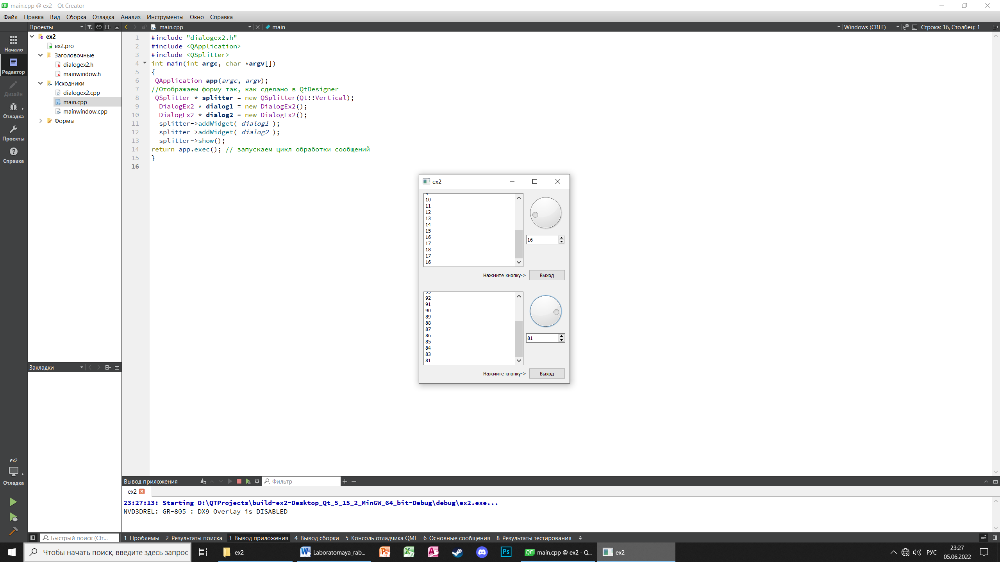 main.cpp @ ex2 - Qt Creator
Файл Правка Вид Сборка Отладка Анализ Инструменты Окно Справка
Проекты
main.cpp
main
Windows (CRLF)
Строка: 16, Столбец: 1
Начало
Редактор
Дизайн
Отладка
Проекты
Справка
ex2
ex2.pro
Заголовочные
dialogex2.h
mainwindow.h
Исходники
dialogex2.cpp
main.cpp
mainwindow.cpp
Формы
1 #include "dialogex2.h"
2 #include <QApplication>
3 #include <QSplitter>
4 int main(int argc, char *argv[])
5 {
6 QApplication app(argc, argv);
7 //Отображаем форму так, как сделано в QtDesigner
8 QSplitter * splitter = new QSplitter(Qt::Vertical);
9 DialogEx2 * dialog1 = new DialogEx2();
10 DialogEx2 * dialog2 = new DialogEx2();
11 splitter->addWidget( dialog1 );
12 splitter->addWidget( dialog2 );
13 splitter->show();
14 return app.exec(); // запускаем цикл обработки сообщений
15 }
16
ex2
9
10
11
12
13
14
15
16
17
18
17
16
16
Нажмите кнопку->
Выход
93
92
91
90
89
88
87
86
85
84
83
81
81
Нажмите кнопку->
Выход
Закладки
ex2
Отладка
Вывод приложения
Фильтр
ex2
23:27:13: Starting D:\QTProjects\build-ex2-Desktop_Qt_5_15_2_MinGW_64_bit-Debug\debug\ex2.exe...
NVD3DREL: GR-805 : DX9 Overlay is DISABLED
Быстрый поиск (Ctr...
1 Проблемы 2 Результаты поиска 3 Вывод приложения 4 Вывод сборки 5 Консоль отладчика QML 6 Основные сообщения 8 Результаты тестирования
Чтобы начать поиск, введите здесь запрос
ex2
Laboratornaya_rab...
Ps
QC
main.cpp @ ex2 - Q...
ex2
РУС
23:27
05.06.2022